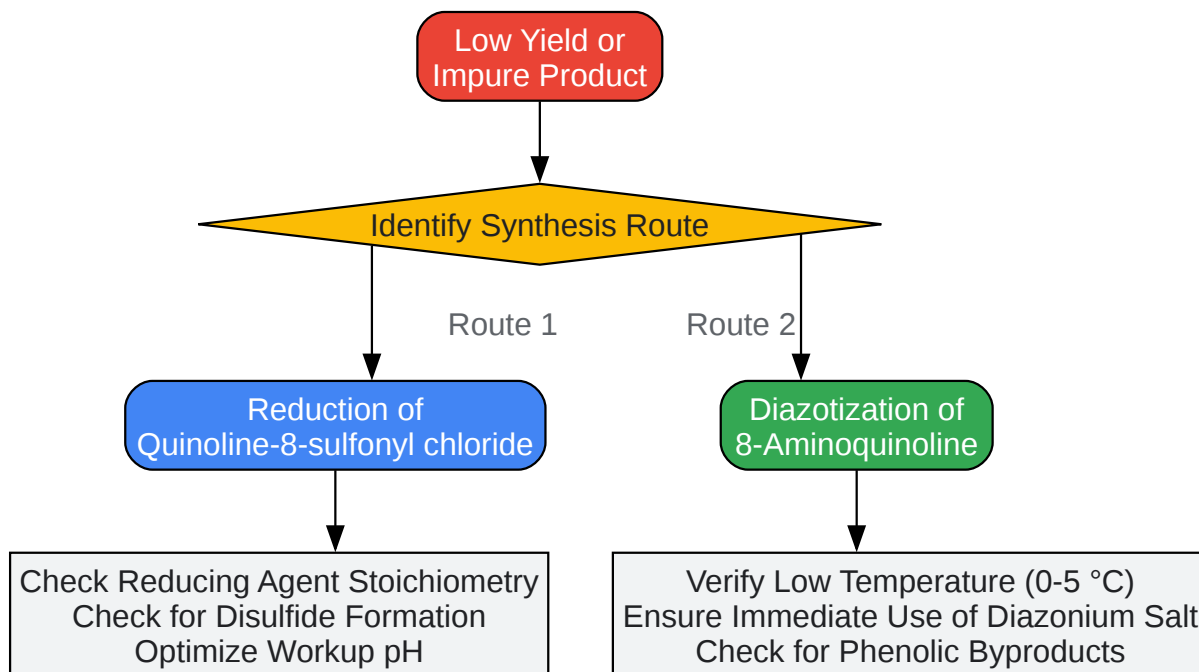 Low Yield or
Impure Product
Identify Synthesis Route
Route 1
Route 2
Reduction of
Quinoline-8-sulfonyl chloride
Diazotization of
8-Aminoquinoline
Check Reducing Agent Stoichiometry
Check for Disulfide Formation
Optimize Workup pH
Verify Low Temperature (0-5 °C)
Ensure Immediate Use of Diazonium Salt
Check for Phenolic Byproducts